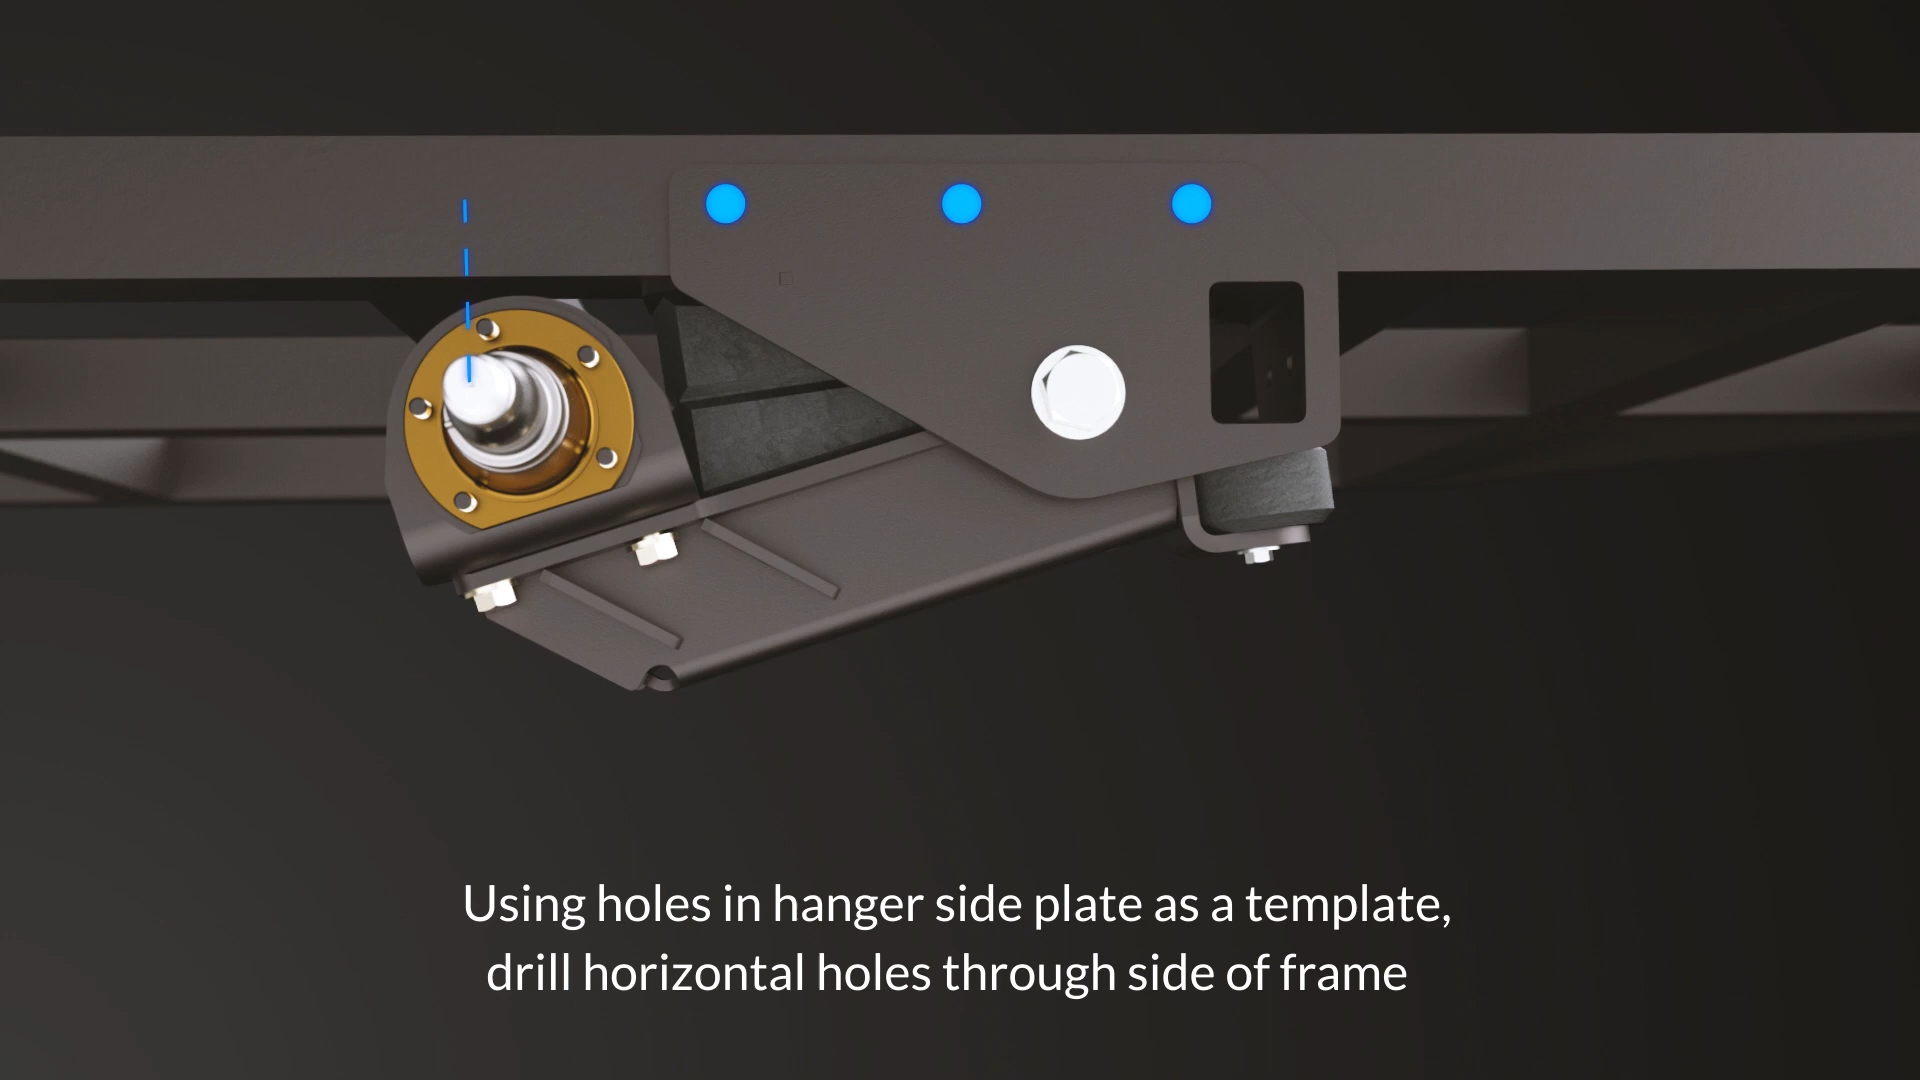 Using holes in hanger side plate as a template,
drill horizontal holes through side of frame